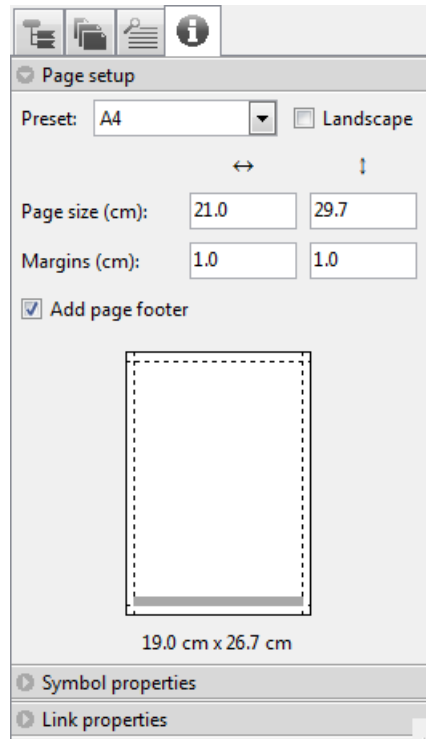 Page setup
Preset: A4 Landscape
Page size (cm): 21.0 29.7
Margins (cm): 1.0 1.0
Add page footer
19.0 cm x 26.7 cm
Symbol properties
Link properties